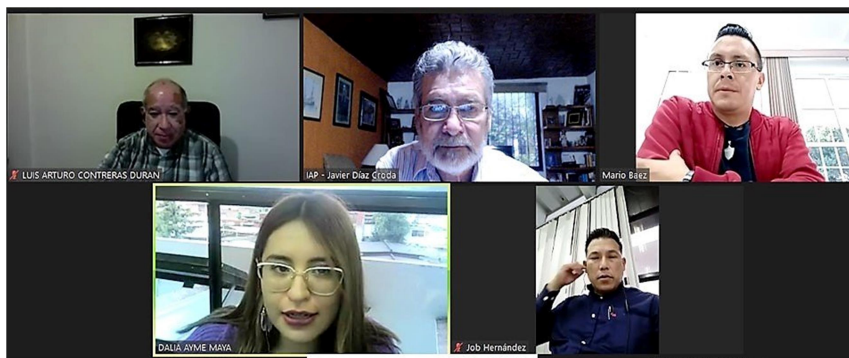 LUIS ARTURO CONTRERAS DURAN
IAP - Javier Díaz Croda
Mario Baez
DALIA AYME MAYA
Job Hernández